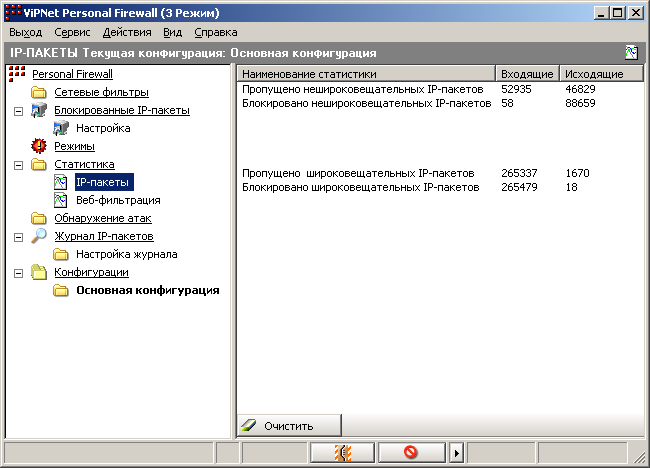 ViPNet Personal Firewall (3 Режим)
Выход Сервис Действия Вид Справка
IP-ПАКЕТЫ Текущая конфигурация: Основная конфигурация
Personal Firewall
Сетевые фильтры
Блокированные IP-пакеты
Настройка
Режимы
Статистика
IP-пакеты
Веб-фильтрация
Обнаружение атак
Журнал IP-пакетов
Настройка журнала
Конфигурации
Основная конфигурация
Наименование статистики Входящие Исходящие
Пропущено нешироковещательных IP-пакетов 52935 46829
Блокировано нешироковещательных IP-пакетов 58 88659
Пропущено широковещательных IP-пакетов 265337 1670
Блокировано широковещательных IP-пакетов 265479 18
Очистить